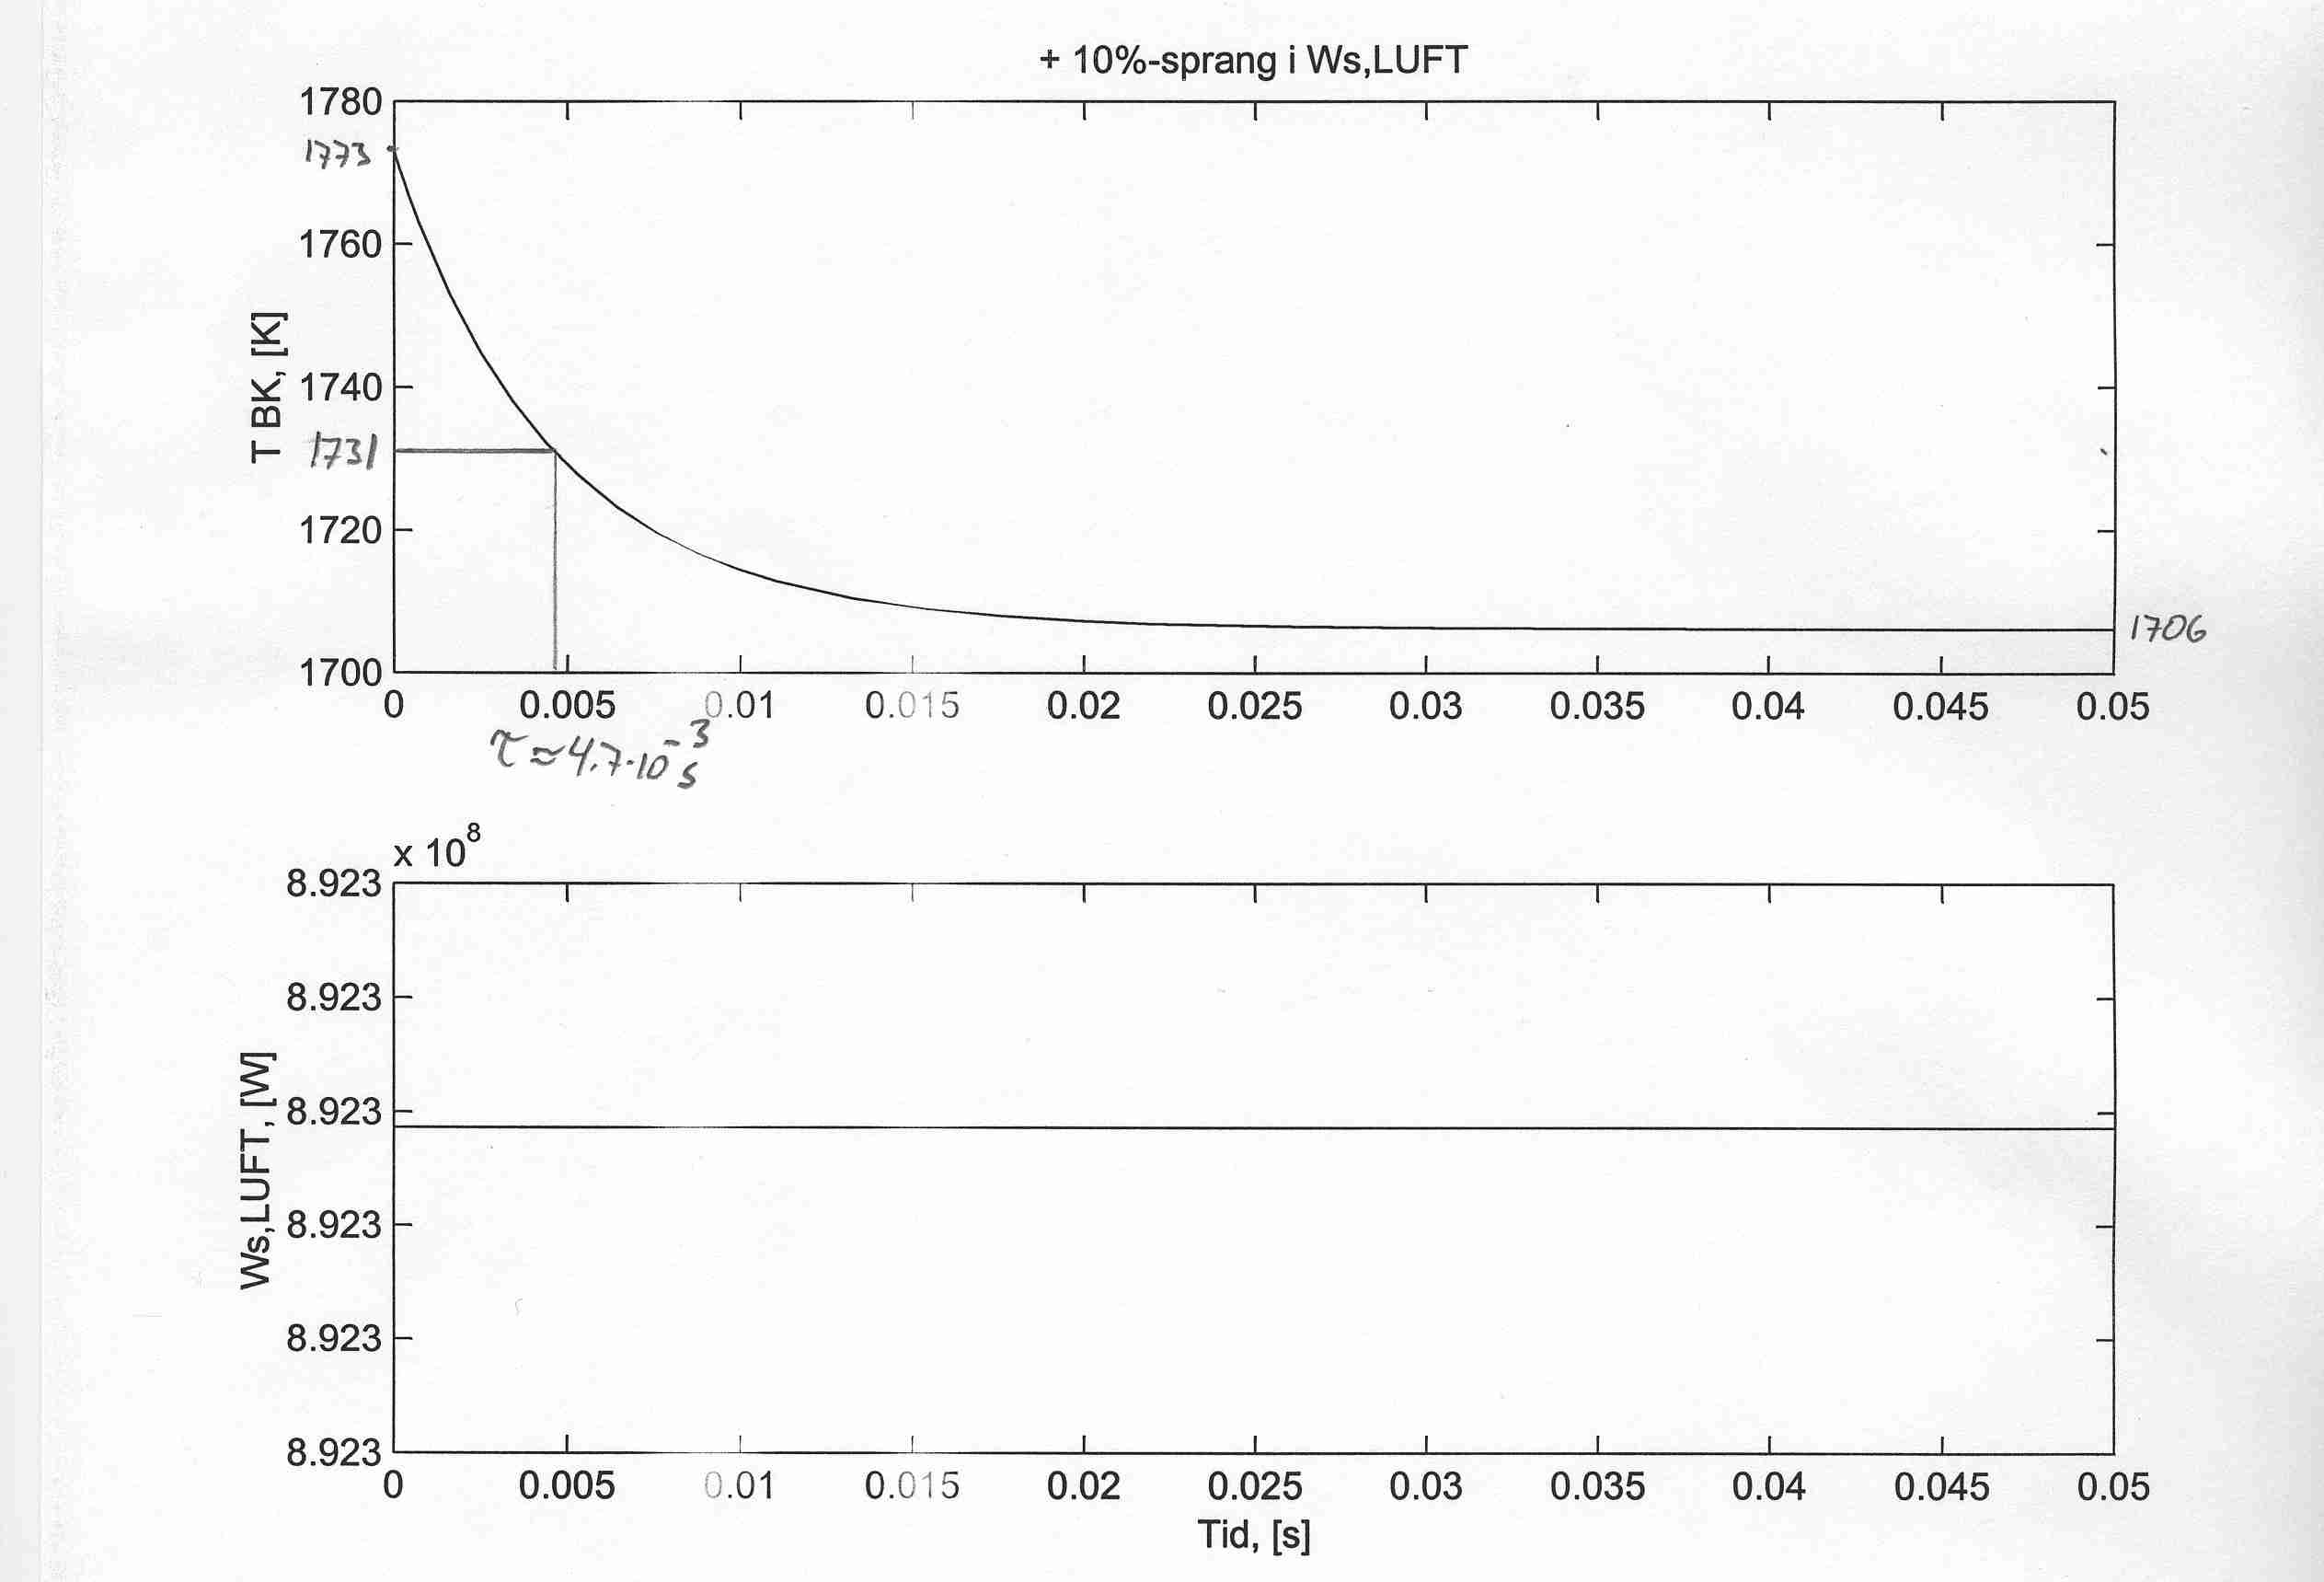 + 10%-sprang i Ws,LUFT
1780
1773
1760
T BK, [K]
1740
1731
1720
1706
1700
0 0.005 0.01 0.015 0.02 0.025 0.03 0.035 0.04 0.045 0.05
τ ≈ 4.7·10⁻³ s
x 10⁸
8.923
8.923
Ws,LUFT, [W]
8.923
8.923
8.923
8.923
0 0.005 0.01 0.015 0.02 0.025 0.03 0.035 0.04 0.045 0.05
Tid, [s]